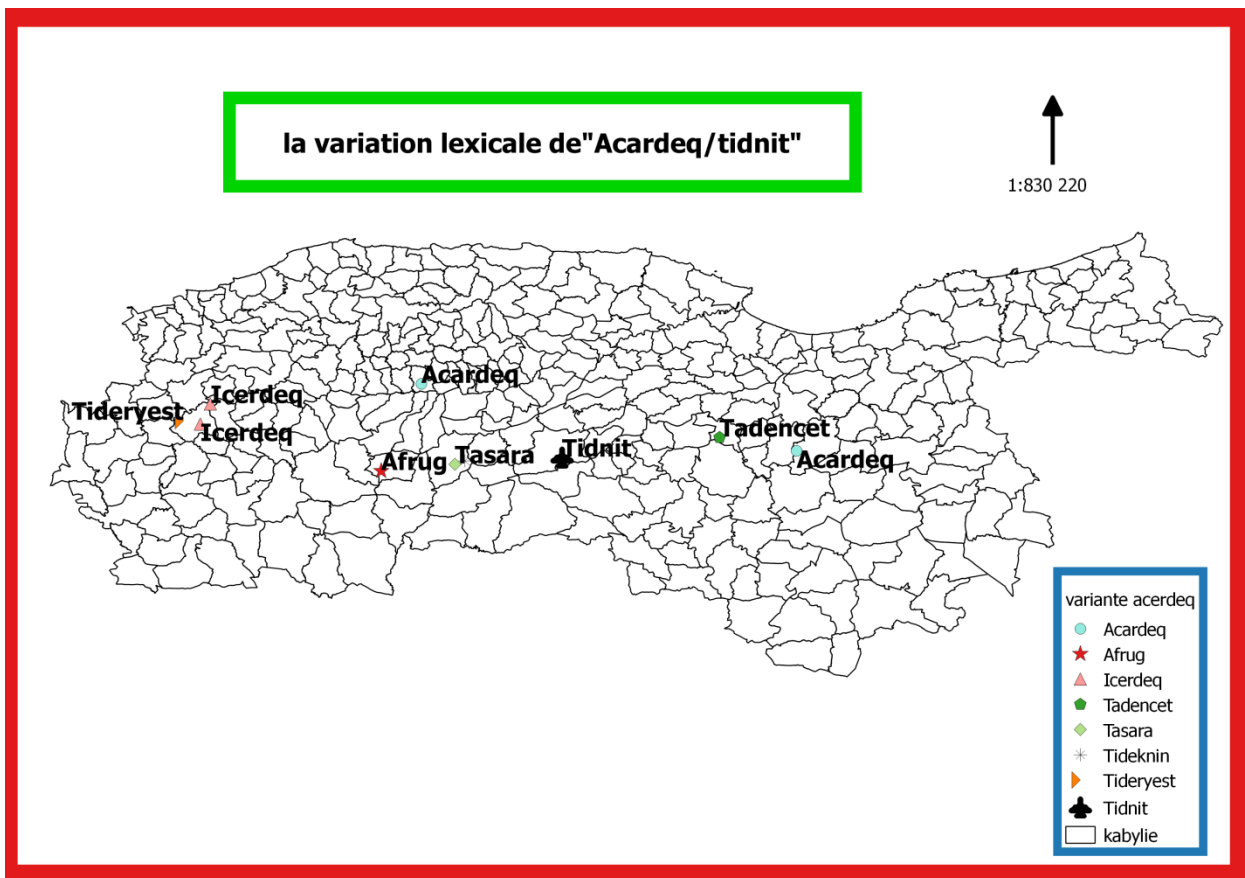 la variation lexicale de"Acardeq/tidnit"
1:830 220
Acardeq
Icerdeq
Tideryest
Icerdeq
Tadencet
Tidnit
Tasara
Afrug
Acardeq
variante acerdeq
Acardeq
Afrug
Icerdeq
Tadencet
Tasara
Tideknin
Tideryest
Tidnit
kabylie